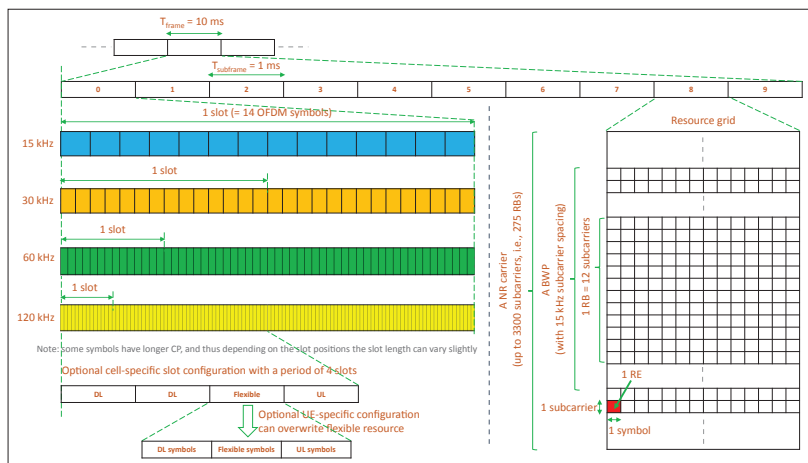 T_frame = 10 ms
T_subframe = 1 ms
0 1 2 3 4 5 6 7 8 9
1 slot (= 14 OFDM symbols)
15 kHz
1 slot
30 kHz
1 slot
60 kHz
1 slot
120 kHz
Note: some symbols have longer CP, and thus depending on the slot positions the slot length can vary slightly
Optional cell-specific slot configuration with a period of 4 slots
DL DL Flexible UL
Optional UE-specific configuration
can overwrite flexible resource
DL symbols Flexible symbols UL symbols
A NR carrier
(up to 3300 subcarriers, i.e., 275 RBs)
A BWP
(with 15 kHz subcarrier spacing)
1 RB = 12 subcarriers
Resource grid
1 RE
1 subcarrier
1 symbol